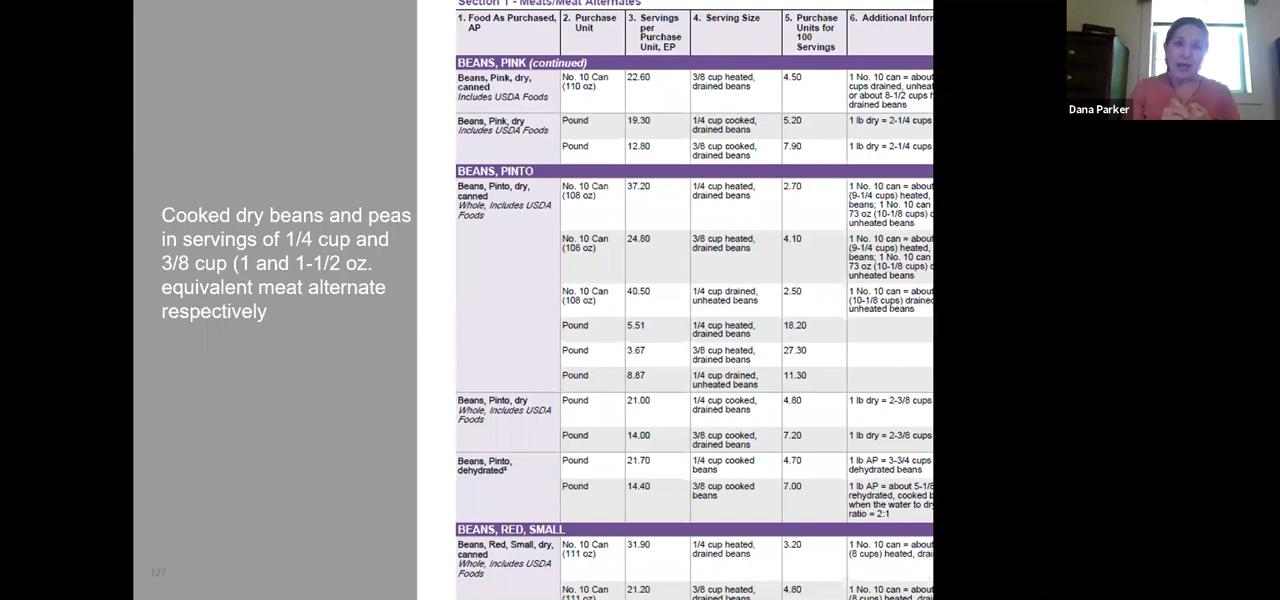 Section 1 - Meats/Meat Alternates
1. Food As Purchased, AP
2. Purchase Unit
3. Servings per Purchase Unit, EP
4. Serving Size
5. Purchase Units for 100 Servings
6. Additional Inforr
BEANS, PINK (continued)
Beans, Pink, dry, canned
Includes USDA Foods
No. 10 Can (110 oz)
22.60
3/8 cup heated, drained beans
4.50
1 No. 10 can = about
cups drained, unheat
or about 8-1/2 cups h
drained beans
Beans, Pink, dry
Includes USDA Foods
Pound
19.30
1/4 cup cooked, drained beans
5.20
1 lb dry = 2-1/4 cups
Pound
12.80
3/8 cup cooked, drained beans
7.90
1 lb dry = 2-1/4 cups
BEANS, PINTO
Beans, Pinto, dry, canned
Whole, Includes USDA Foods
No. 10 Can (108 oz)
37.20
1/4 cup heated, drained beans
2.70
1 No. 10 can = about
(9-1/4 cups) heated,
beans; 1 No. 10 can
73 oz (10-1/8 cups) c
unheated beans
No. 10 Can (108 oz)
24.80
3/8 cup heated, drained beans
4.10
1 No. 10 can = about
(9-1/4 cups) heated,
beans; 1 No. 10 can
73 oz (10-1/8 cups) c
unheated beans
No. 10 Can (108 oz)
40.50
1/4 cup drained, unheated beans
2.50
1 No. 10 can = about
(10-1/8 cups) draine
unheated beans
Pound
5.51
1/4 cup heated, drained beans
18.20
Pound
3.67
3/8 cup heated, drained beans
27.30
Pound
8.87
1/4 cup drained, unheated beans
11.30
Beans, Pinto, dry
Whole, Includes USDA Foods
Pound
21.00
1/4 cup cooked, drained beans
4.80
1 lb dry = 2-3/8 cups
Pound
14.00
3/8 cup cooked, drained beans
7.20
1 lb dry = 2-3/8 cups
Beans, Pinto, dehydrated²
Pound
21.70
1/4 cup cooked beans
4.70
1 lb AP = 3-3/4 cups
dehydrated beans
Pound
14.40
3/8 cup cooked beans
7.00
1 lb AP = about 5-1/8
rehydrated, cooked b
when the water to dr
ratio = 2:1
BEANS, RED, SMALL
Beans, Red, Small, dry, canned
Whole, Includes USDA Foods
No. 10 Can (111 oz)
31.90
1/4 cup heated, drained beans
3.20
1 No. 10 can = about
(8 cups) heated, drai
No. 10 Can (111 oz)
21.20
3/8 cup heated, drained beans
4.80
1 No. 10 can = about
(8 cups) heated, drai
Cooked dry beans and peas
in servings of 1/4 cup and
3/8 cup (1 and 1-1/2 oz.
equivalent meat alternate
respectively
127
Dana Parker